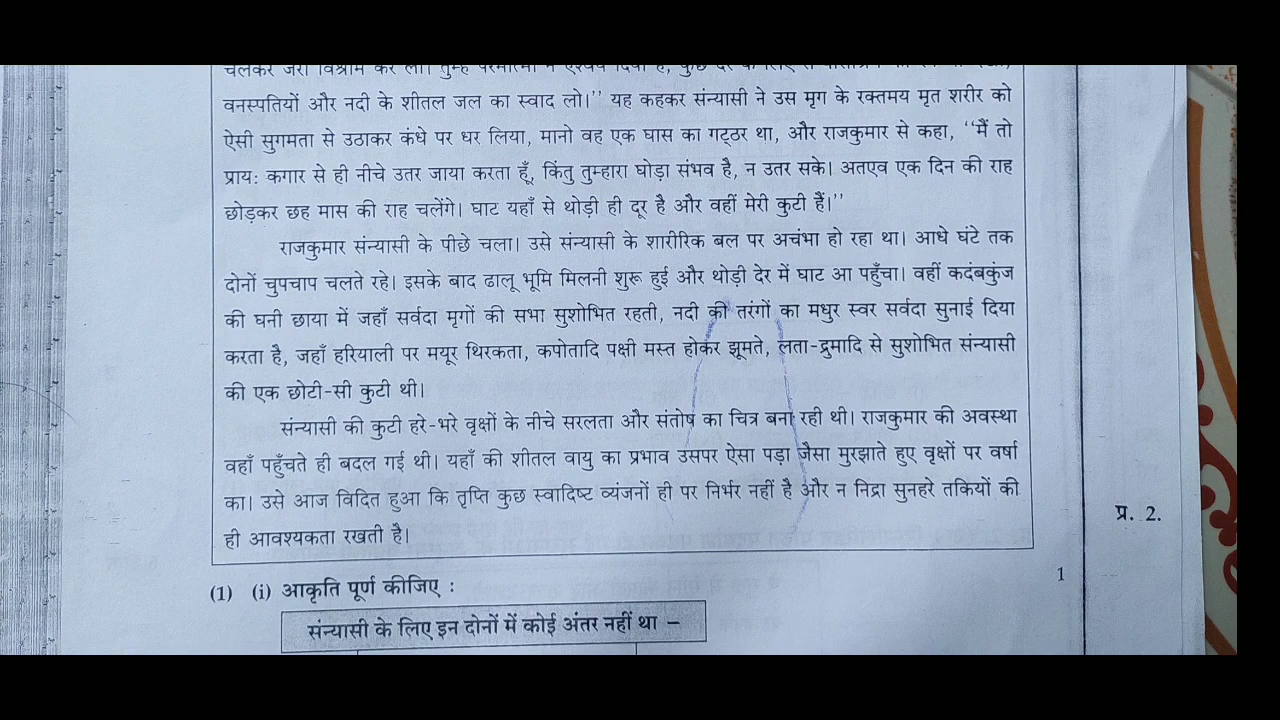 चलकर जरा विश्राम कर लो। तुम्हें परमात्मा ने ऐश्वर्य दिया है, कुछ देर के लिए
वनस्पतियों और नदी के शीतल जल का स्वाद लो।’’ यह कहकर संन्यासी ने उस मृग के रक्तमय मृत शरीर को
ऐसी सुगमता से उठाकर कंधे पर धर लिया, मानो वह एक घास का गट्ठर था, और राजकुमार से कहा, ‘‘मैं तो
प्राय: कगार से ही नीचे उतर जाया करता हूँ, किंतु तुम्हारा घोड़ा संभव है, न उतर सके। अतएव एक दिन की राह
छोड़कर छह मास की राह चलेंगे। घाट यहाँ से थोड़ी ही दूर है और वहीं मेरी कुटी हैं।’’
राजकुमार संन्यासी के पीछे चला। उसे संन्यासी के शारीरिक बल पर अचंभा हो रहा था। आधे घंटे तक
दोनों चुपचाप चलते रहे। इसके बाद ढालू भूमि मिलनी शुरू हुई और थोड़ी देर में घाट आ पहुँचा। वहीं कदंबकुंज
की घनी छाया में जहाँ सर्वदा मृगों की सभा सुशोभित रहती, नदी की तरंगों का मधुर स्वर सर्वदा सुनाई दिया
करता है, जहाँ हरियाली पर मयूर थिरकता, कपोतादि पक्षी मस्त होकर झूमते, लता-द्रुमादि से सुशोभित संन्यासी
की एक छोटी-सी कुटी थी।
संन्यासी की कुटी हरे-भरे वृक्षों के नीचे सरलता और संतोष का चित्र बना रही थी। राजकुमार की अवस्था
वहाँ पहुँचते ही बदल गई थी। यहाँ की शीतल वायु का प्रभाव उसपर ऐसा पड़ा जैसा मुरझाते हुए वृक्षों पर वर्षा
का। उसे आज विदित हुआ कि तृप्ति कुछ स्वादिष्ट व्यंजनों ही पर निर्भर नहीं है और न निद्रा सुनहरे तकियों की
ही आवश्यकता रखती है।
प्र. 2.
(1) (i) आकृति पूर्ण कीजिए :
1
संन्यासी के लिए इन दोनों में कोई अंतर नहीं था –